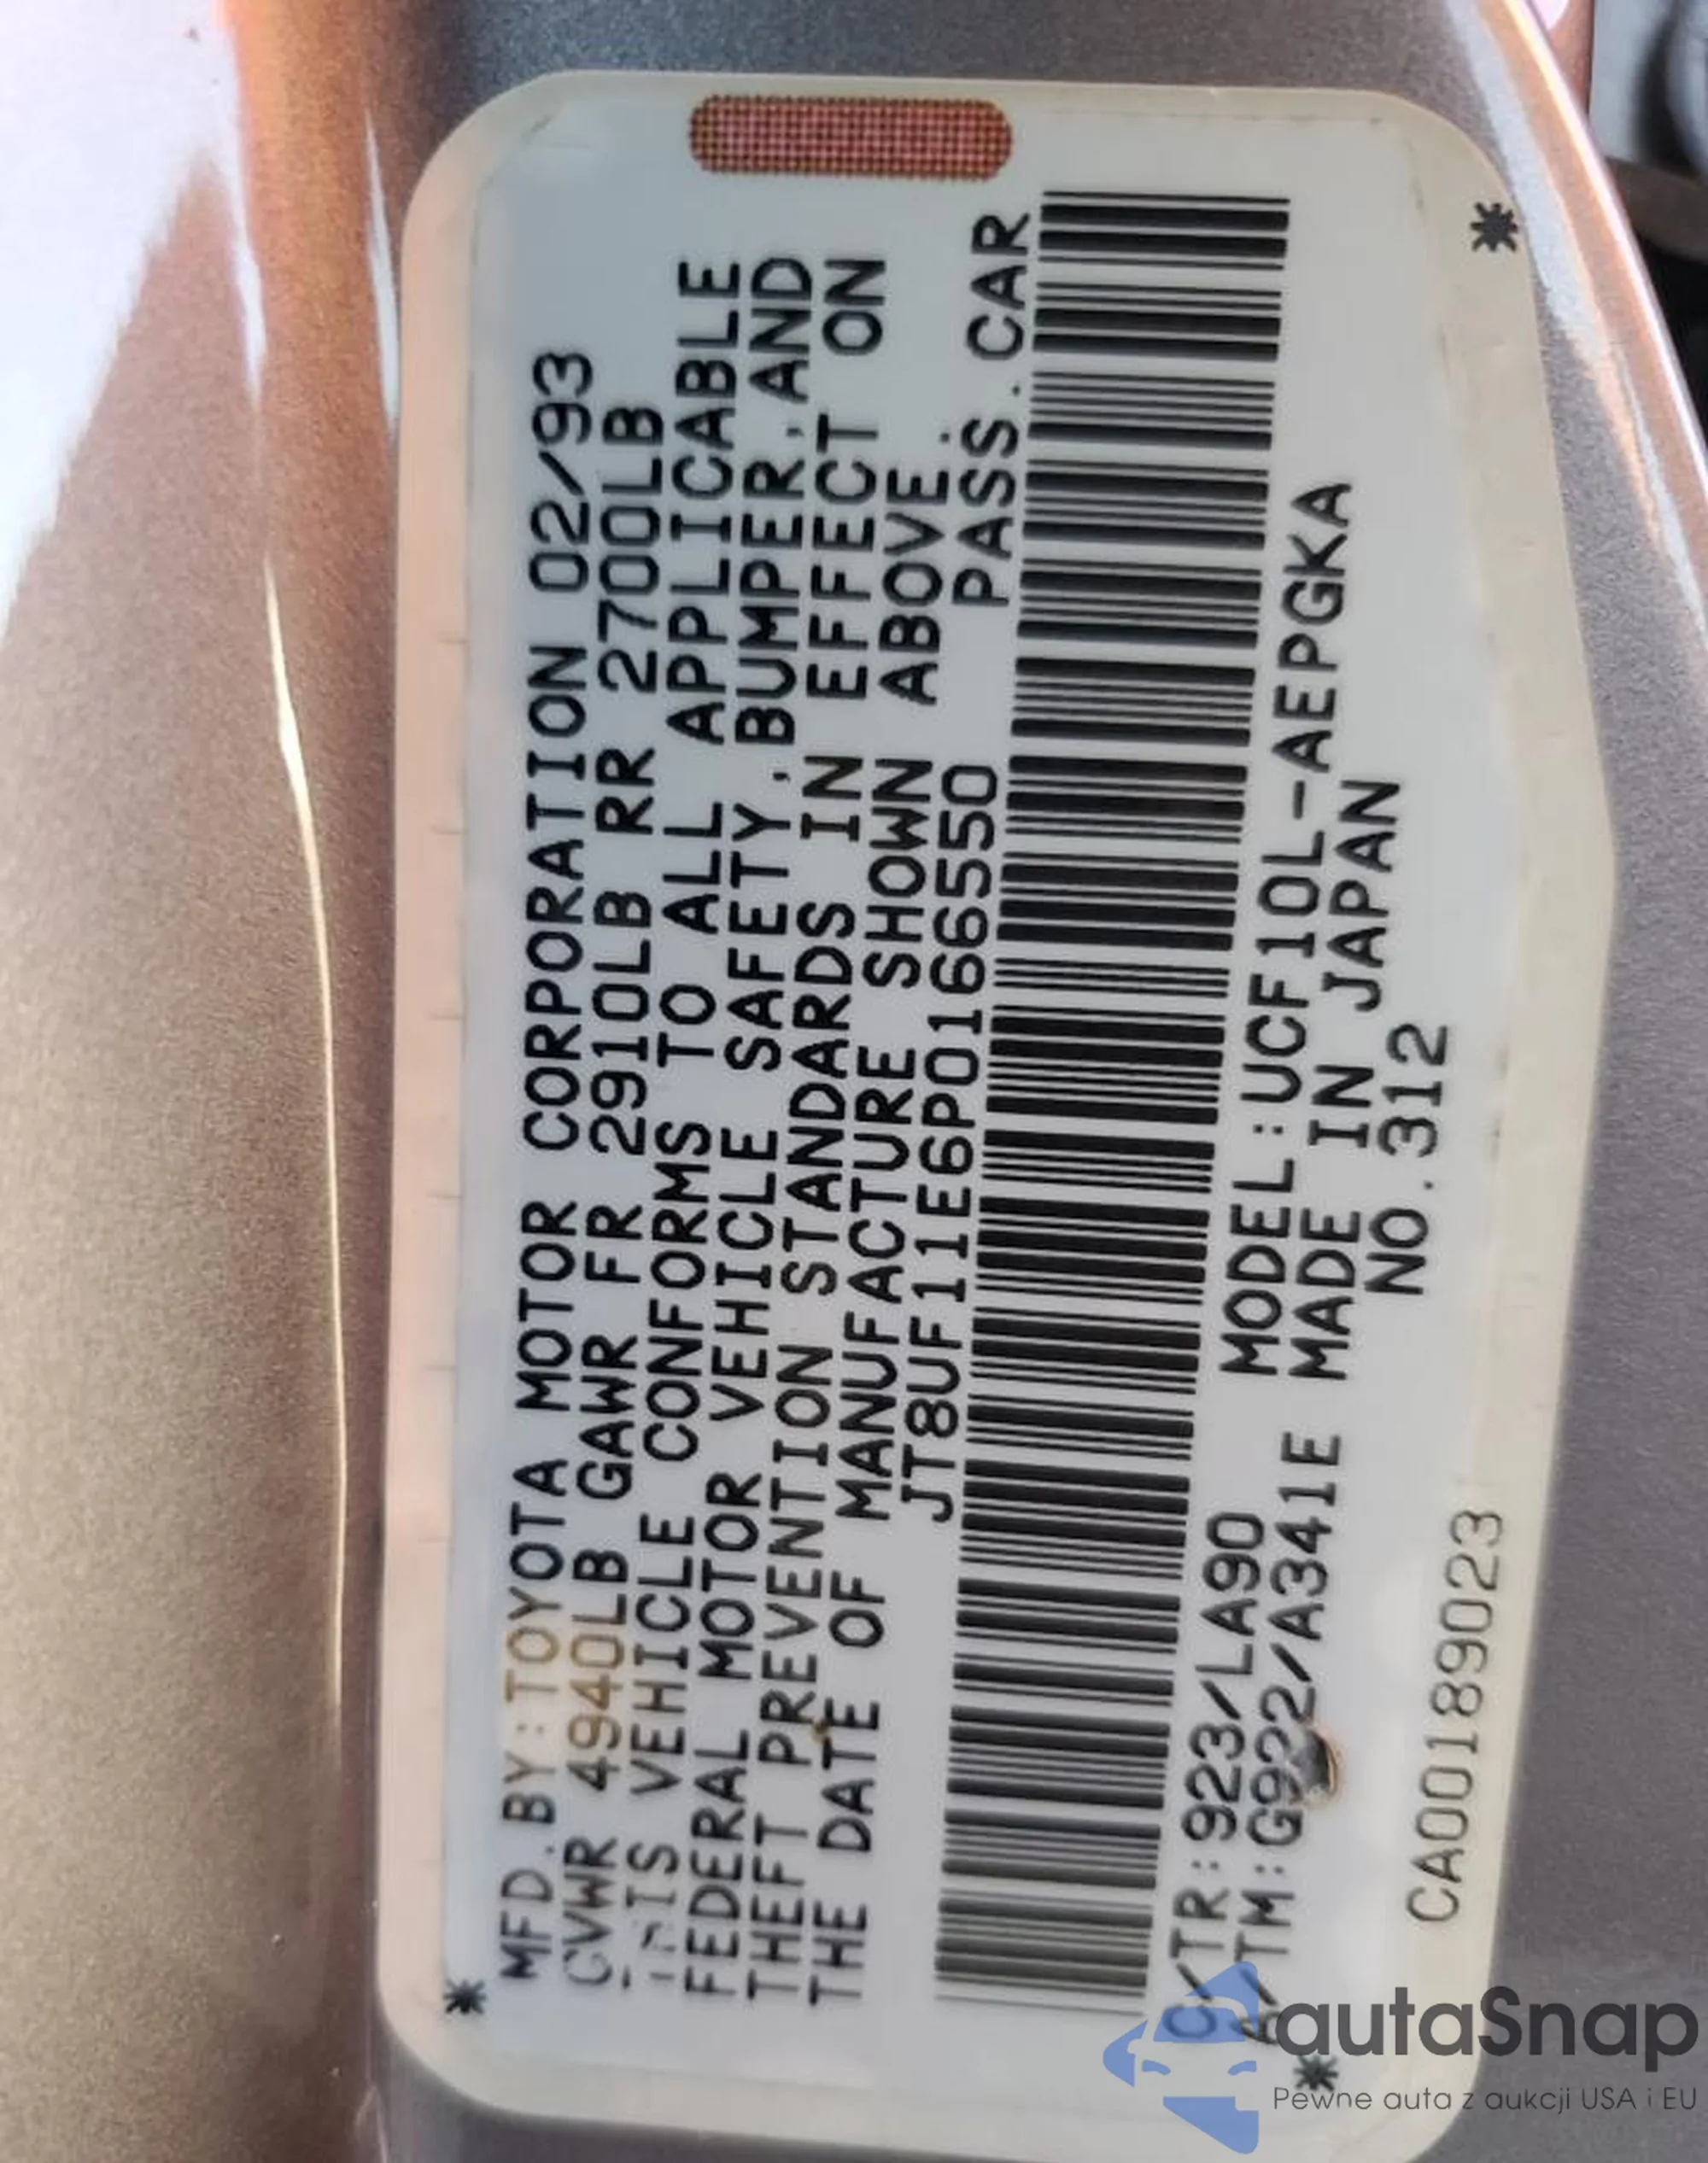 MFD.BY:TOYOTA MOTOR CORPORATION 02/93
GVWR 4940LB GAWR FR 2910LB RR 2700LB
THIS VEHICLE CONFORMS TO ALL APPLICABLE
FEDERAL MOTOR VEHICLE SAFETY,BUMPER,AND
THEFT PREVENTION STANDARDS IN EFFECT ON
THE DATE OF MANUFACTURE SHOWN ABOVE.
JT8UF11E6P0166550 PASS.CAR
C/TR:923/LA90 MODEL:UCF10L-AEPGKA
A/TM:G922/A341E MADE IN JAPAN
NO.312
CA00189023
autaSnap
Pewne auta z aukcji USA i EU